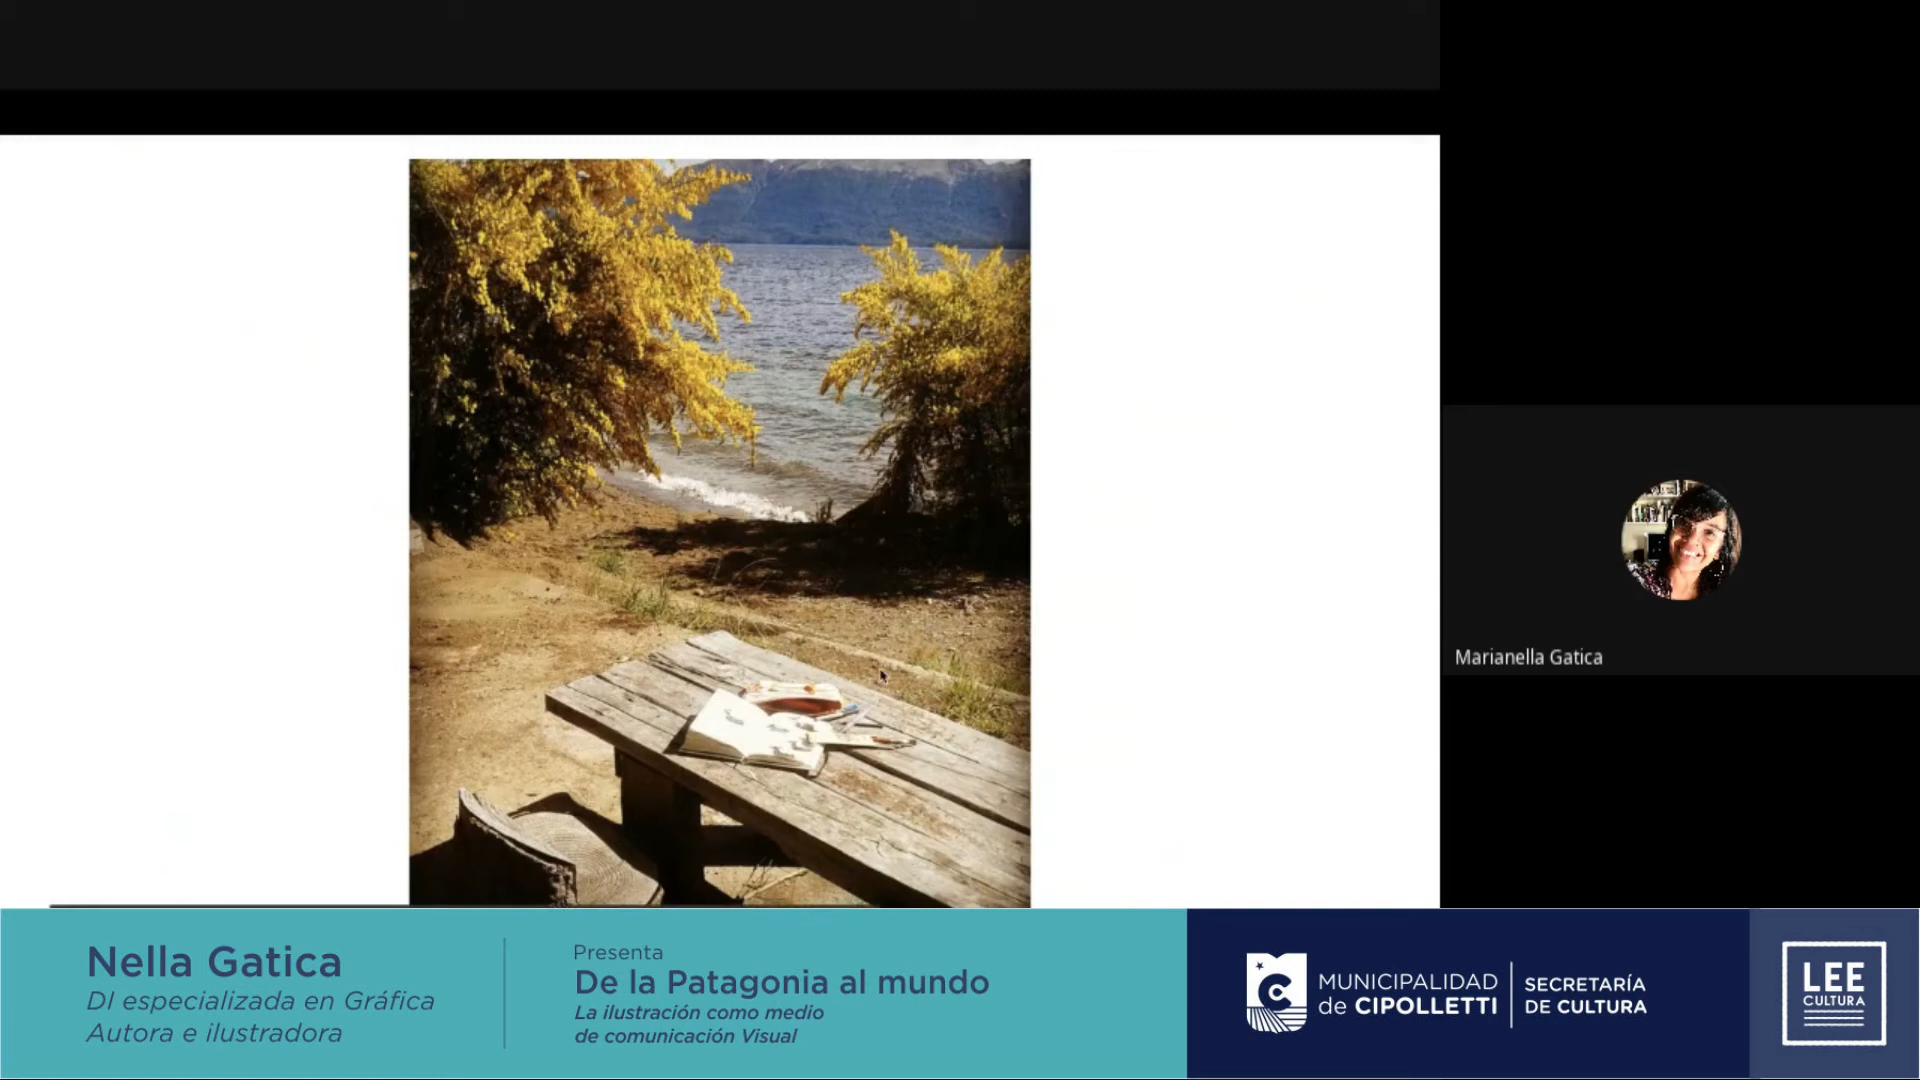 Marianella Gatica
Nella Gatica
DI especializada en Gráfica
Autora e ilustradora
Presenta
De la Patagonia al mundo
La ilustración como medio
de comunicación Visual
MUNICIPALIDAD
de CIPOLLETTI
SECRETARÍA
DE CULTURA
LEE
CULTURA